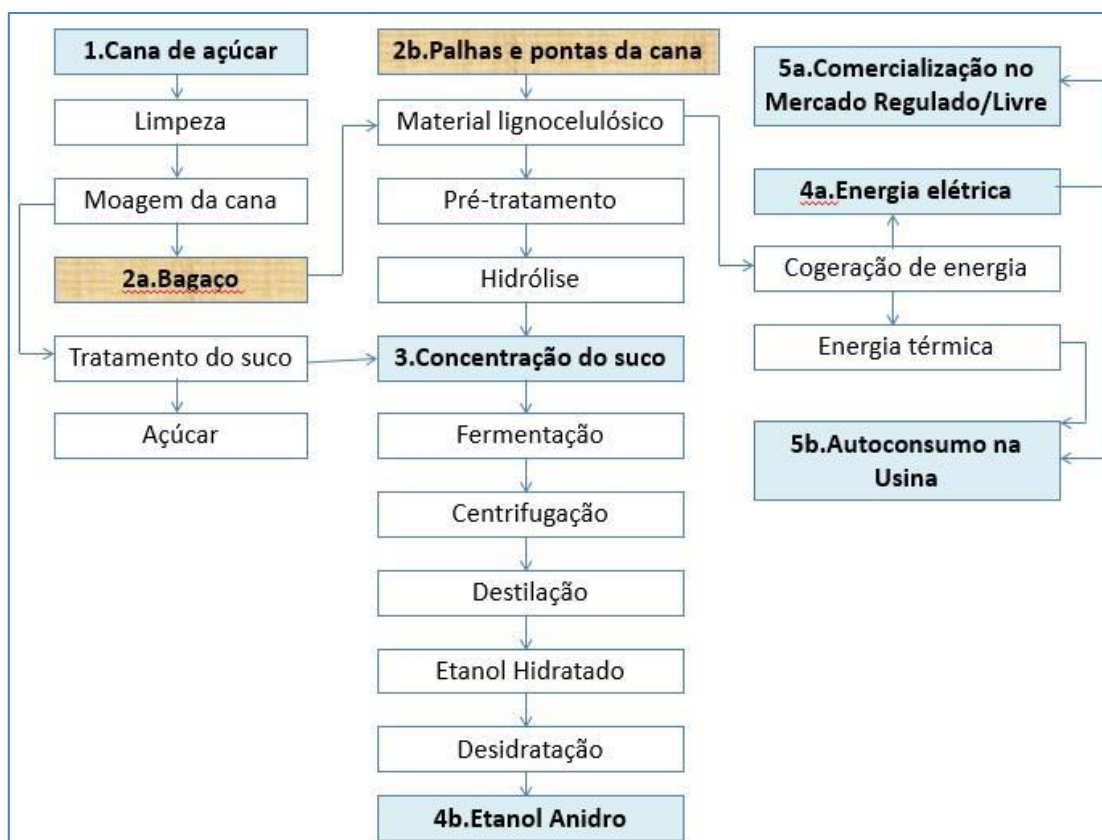 1.Cana de açúcar
Limpeza
Moagem da cana
2a.Bagaço
Tratamento do suco
Açúcar
2b.Palhas e pontas da cana
Material lignocelulósico
Pré-tratamento
Hidrólise
3.Concentração do suco
Fermentação
Centrifugação
Destilação
Etanol Hidratado
Desidratação
4b.Etanol Anidro
5a.Comercialização no
Mercado Regulado/Livre
4a.Energia elétrica
Cogeração de energia
Energia térmica
5b.Autoconsumo na
Usina